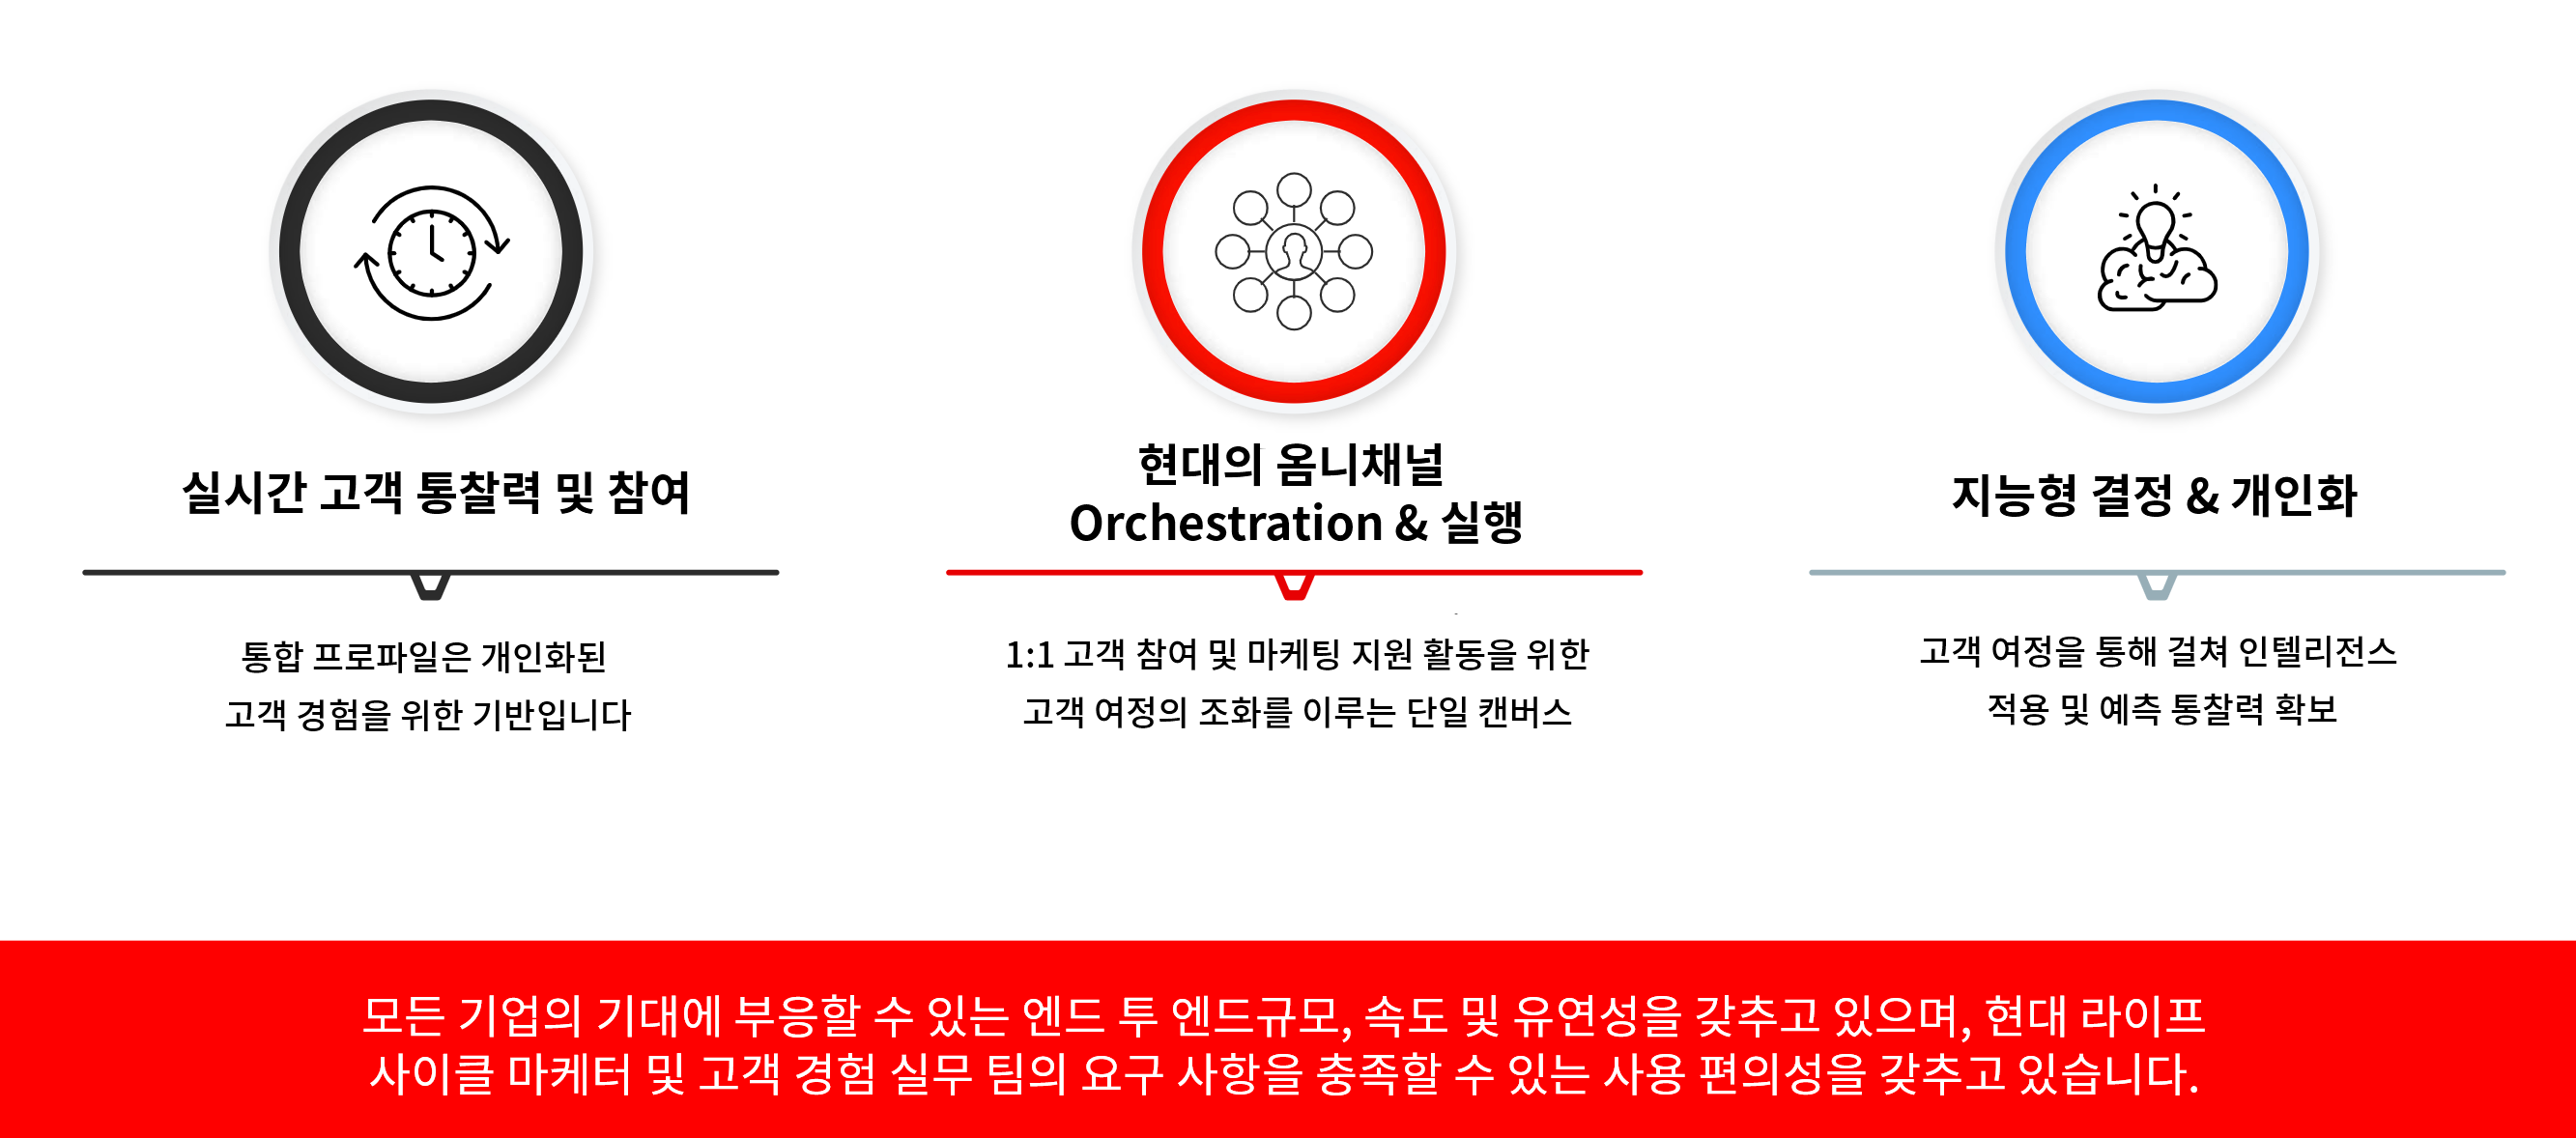 실시간 고객 통찰력 및 참여
통합 프로파일은 개인화된
고객 경험을 위한 기반입니다
현대의 옴니채널
Orchestration & 실행
1:1 고객 참여 및 마케팅 지원 활동을 위한
고객 여정의 조화를 이루는 단일 캔버스
지능형 결정 & 개인화
고객 여정을 통해 걸쳐 인텔리전스
적용 및 예측 통찰력 확보
모든 기업의 기대에 부응할 수 있는 엔드 투 엔드규모, 속도 및 유연성을 갖추고 있으며, 현대 라이프
사이클 마케터 및 고객 경험 실무 팀의 요구 사항을 충족할 수 있는 사용 편의성을 갖추고 있습니다.